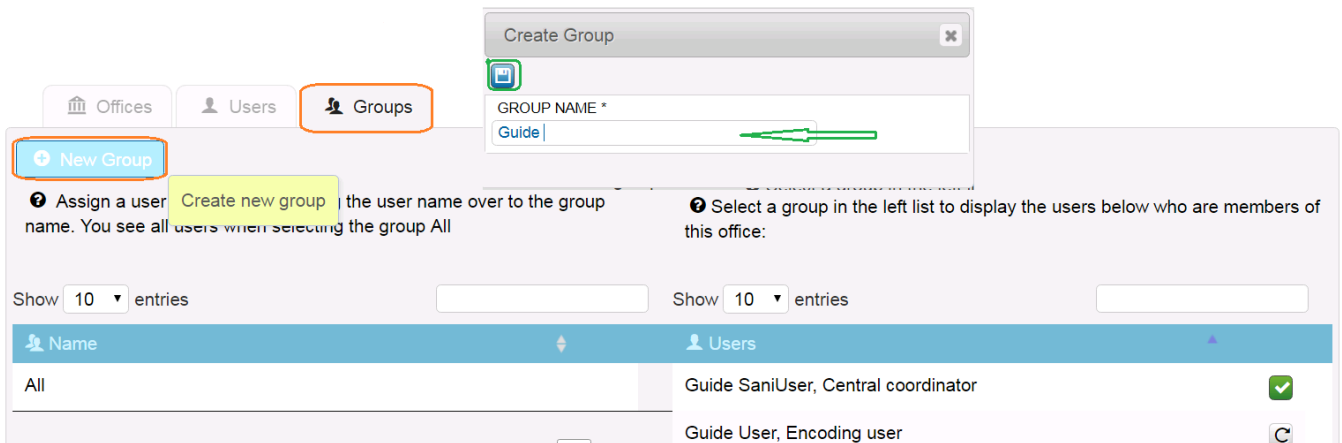 Create Group
GROUP NAME *
Guide
Offices
Users
Groups
New Group
Create new group
Assign a user
the user name over to the group
name. You see all users when selecting the group All
Select a group in the left list to display the users below who are members of
this office:
Show 10 entries
Show 10 entries
Name
Users
All
Guide SaniUser, Central coordinator
Guide User, Encoding user